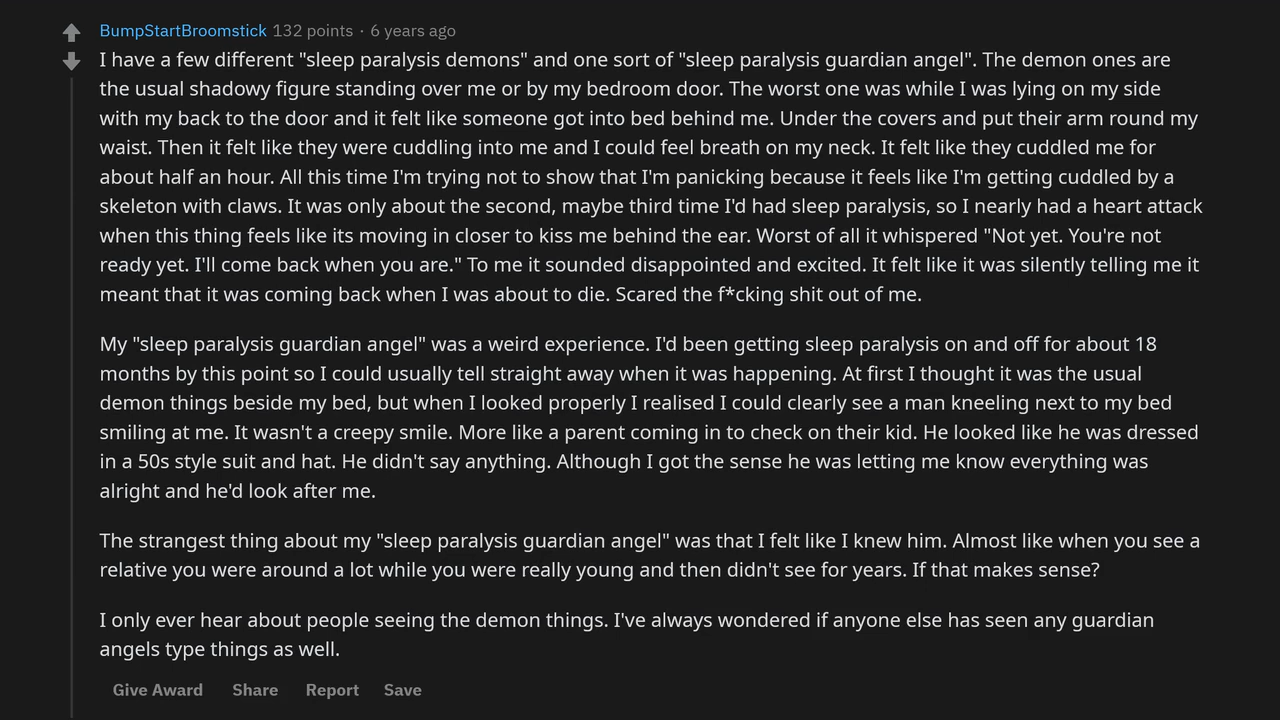 BumpStartBroomstick 132 points · 6 years ago
I have a few different "sleep paralysis demons" and one sort of "sleep paralysis guardian angel". The demon ones are
the usual shadowy figure standing over me or by my bedroom door. The worst one was while I was lying on my side
with my back to the door and it felt like someone got into bed behind me. Under the covers and put their arm round my
waist. Then it felt like they were cuddling into me and I could feel breath on my neck. It felt like they cuddled me for
about half an hour. All this time I'm trying not to show that I'm panicking because it feels like I'm getting cuddled by a
skeleton with claws. It was only about the second, maybe third time I'd had sleep paralysis, so I nearly had a heart attack
when this thing feels like its moving in closer to kiss me behind the ear. Worst of all it whispered "Not yet. You're not
ready yet. I'll come back when you are." To me it sounded disappointed and excited. It felt like it was silently telling me it
meant that it was coming back when I was about to die. Scared the f*cking shit out of me.
My "sleep paralysis guardian angel" was a weird experience. I'd been getting sleep paralysis on and off for about 18
months by this point so I could usually tell straight away when it was happening. At first I thought it was the usual
demon things beside my bed, but when I looked properly I realised I could clearly see a man kneeling next to my bed
smiling at me. It wasn't a creepy smile. More like a parent coming in to check on their kid. He looked like he was dressed
in a 50s style suit and hat. He didn't say anything. Although I got the sense he was letting me know everything was
alright and he'd look after me.
The strangest thing about my "sleep paralysis guardian angel" was that I felt like I knew him. Almost like when you see a
relative you were around a lot while you were really young and then didn't see for years. If that makes sense?
I only ever hear about people seeing the demon things. I've always wondered if anyone else has seen any guardian
angels type things as well.
Give Award Share Report Save